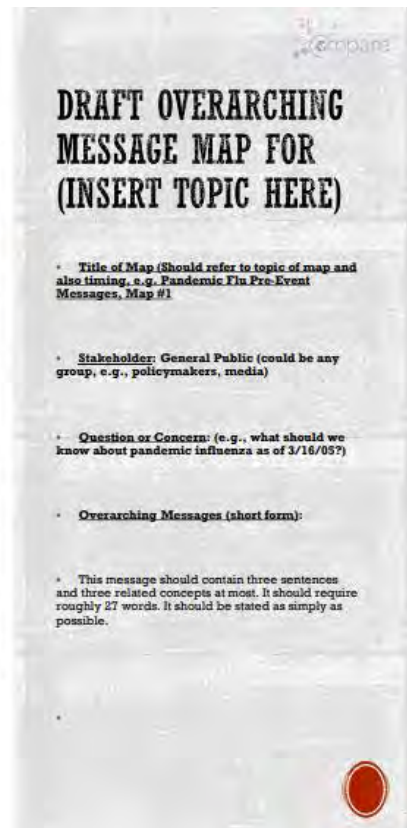 compare
DRAFT OVERARCHING
MESSAGE MAP FOR
(INSERT TOPIC HERE)
• Title of Map (Should refer to topic of map and
also timing, e.g. Pandemic Flu Pre-Event
Messages, Map #1
• Stakeholder: General Public (could be any
group, e.g., policymakers, media)
• Question or Concern: (e.g., what should we
know about pandemic influenza as of 3/16/05?)
• Overarching Messages (short form):
• This message should contain three sentences
and three related concepts at most. It should require
roughly 27 words. It should be stated as simply as
possible.
•